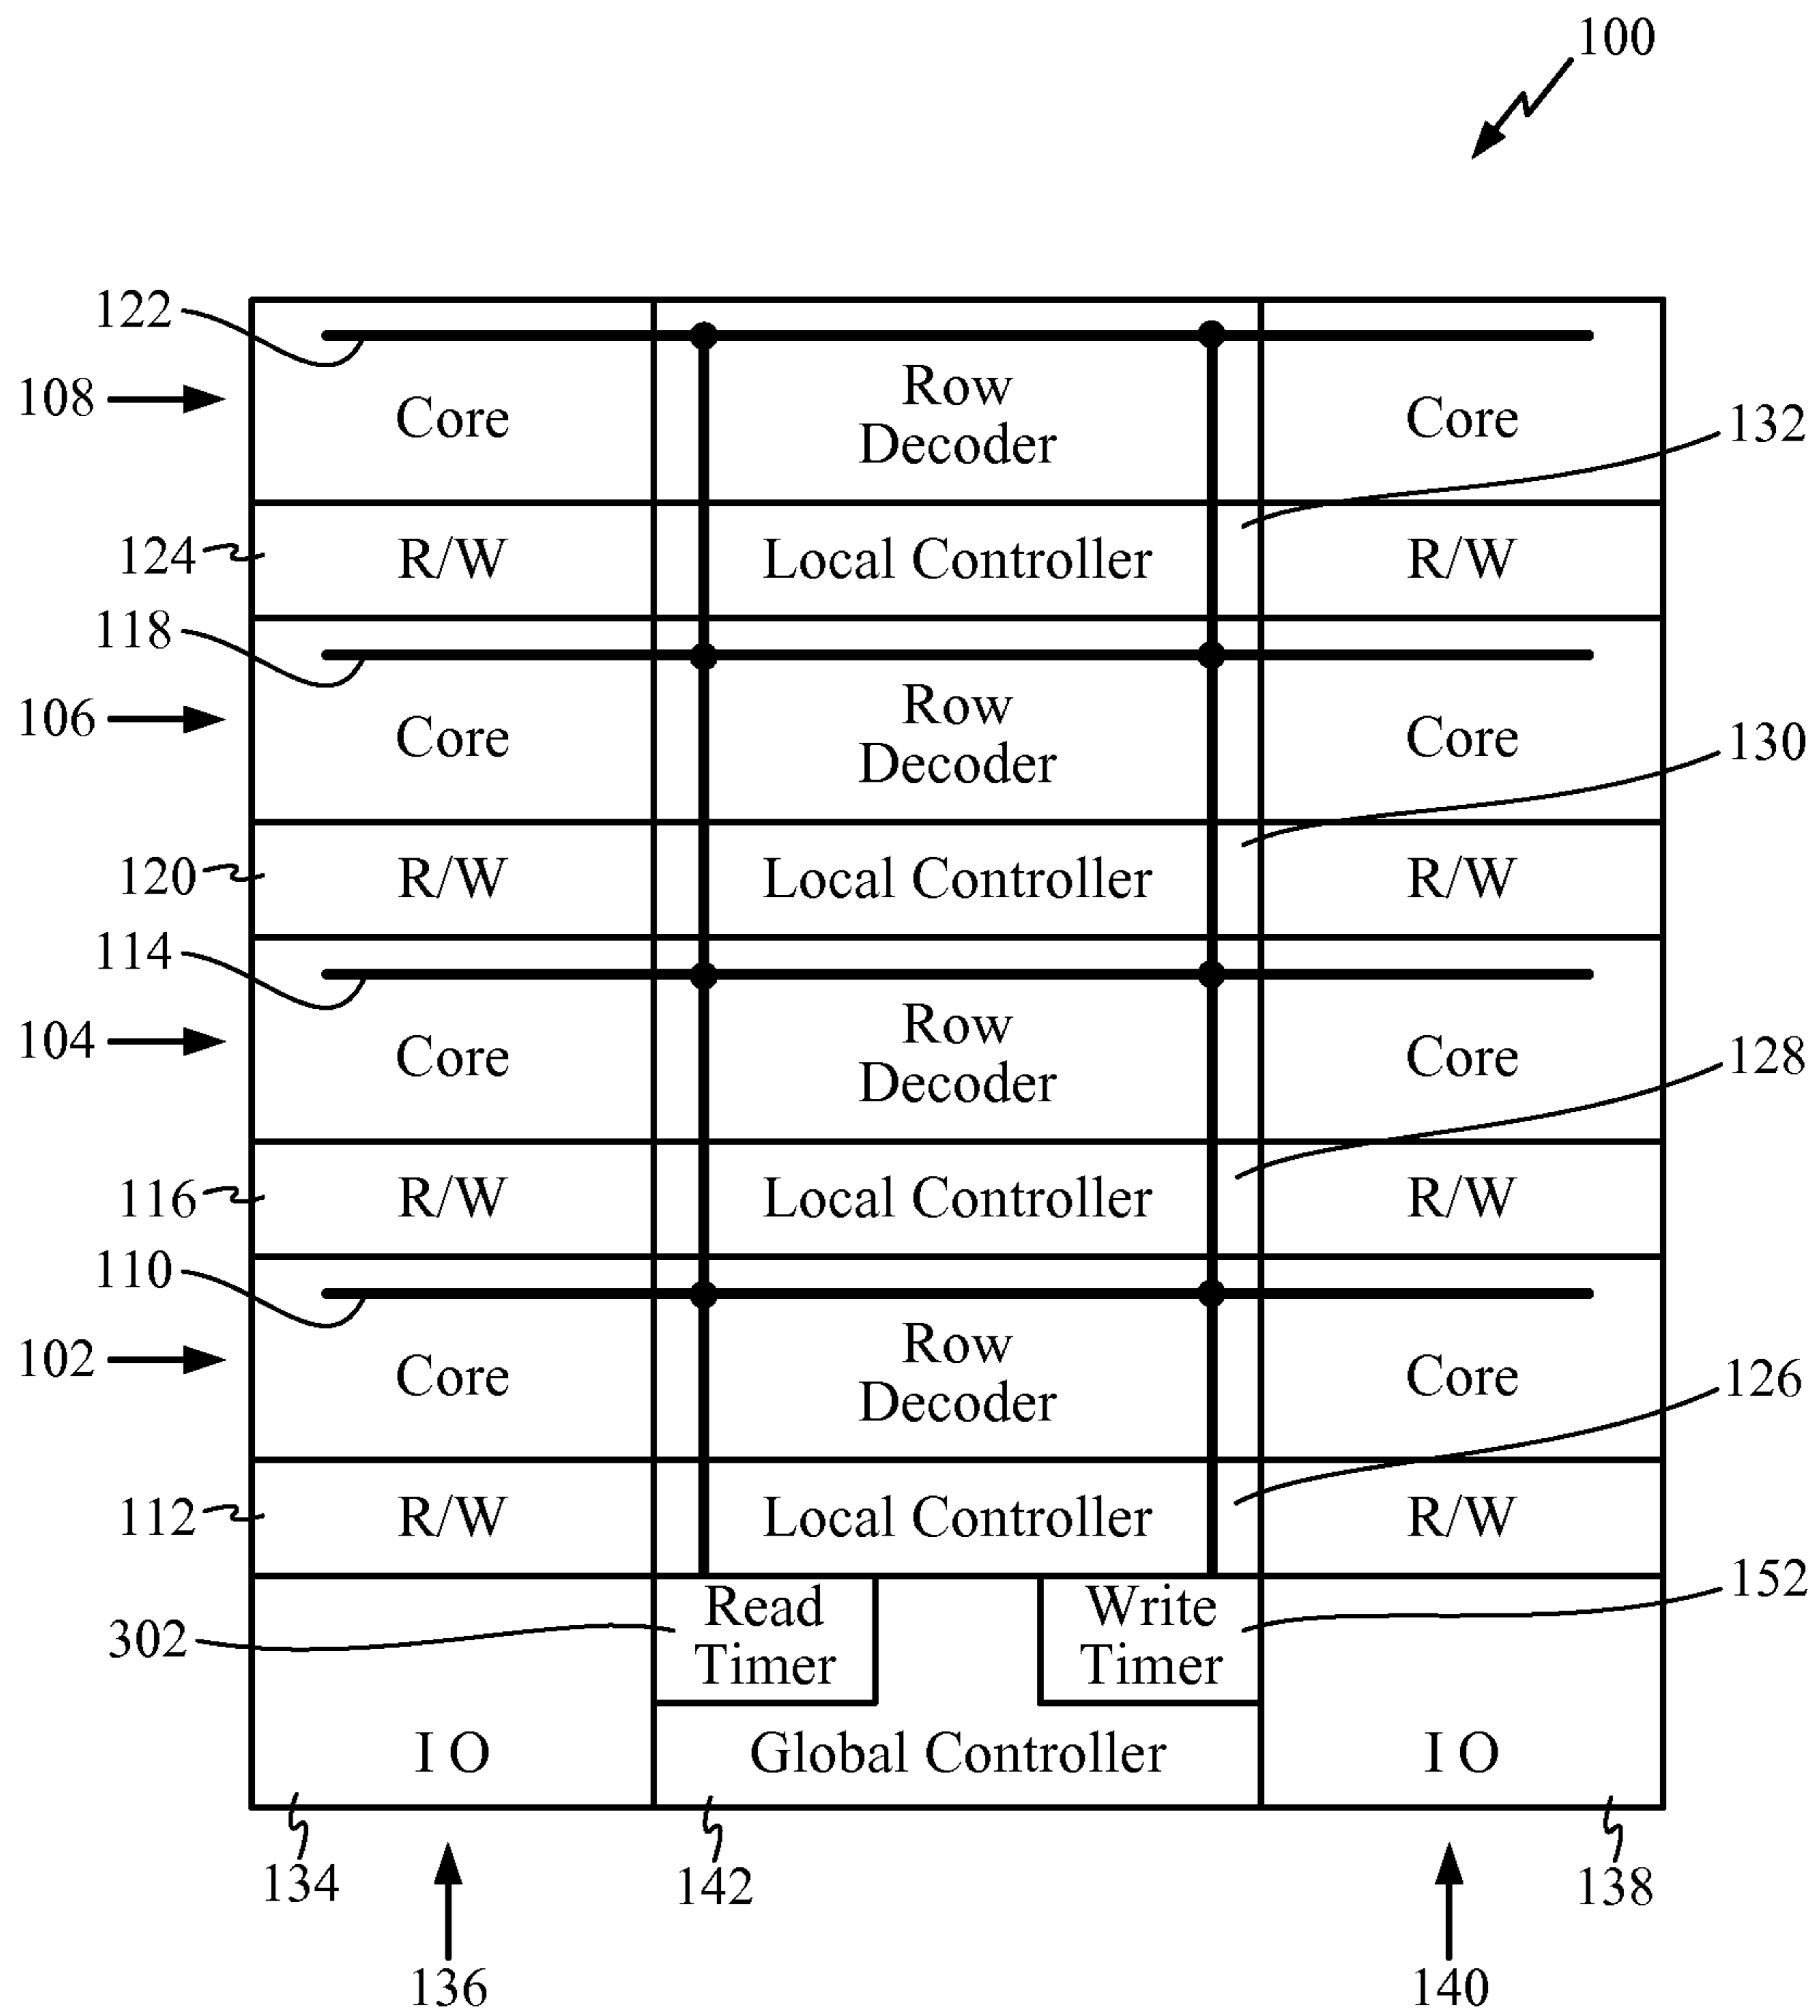 100
122
108
Core
Row
Decoder
Core
132
124
R/W
Local Controller
R/W
118
106
Core
Row
Decoder
Core
130
120
R/W
Local Controller
R/W
114
104
Core
Row
Decoder
Core
128
116
R/W
Local Controller
R/W
110
102
Core
Row
Decoder
Core
126
112
R/W
Local Controller
R/W
152
302
Read
Timer
Write
Timer
I O
Global Controller
I O
134
142
138
136
140